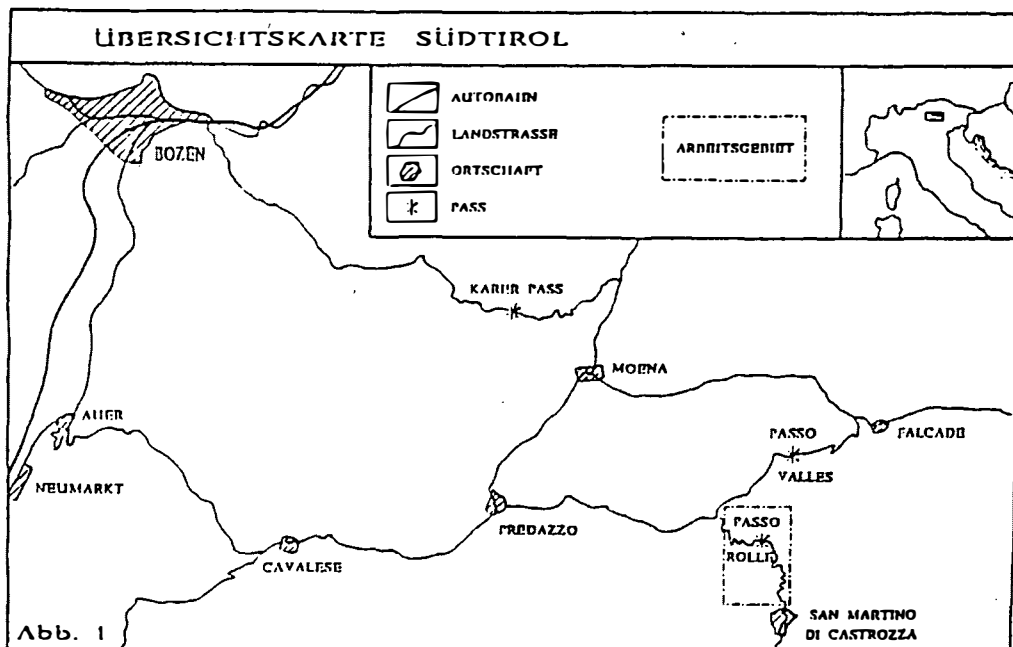 ÜBERSICHTSKARTE SÜDTIROL
AUTOBAHN
LANDSTRASSE
ORTSCHAFT
PASS
ARBEITSGEBIET
BOZEN
KARER PASS
MOENA
AUER
PASSO
VALLES
FALCADE
NEUMARKT
PREDAZZO
PASSO
ROLLE
CAVALESE
SAN MARTINO
DI CASTROZZA
Abb. 1